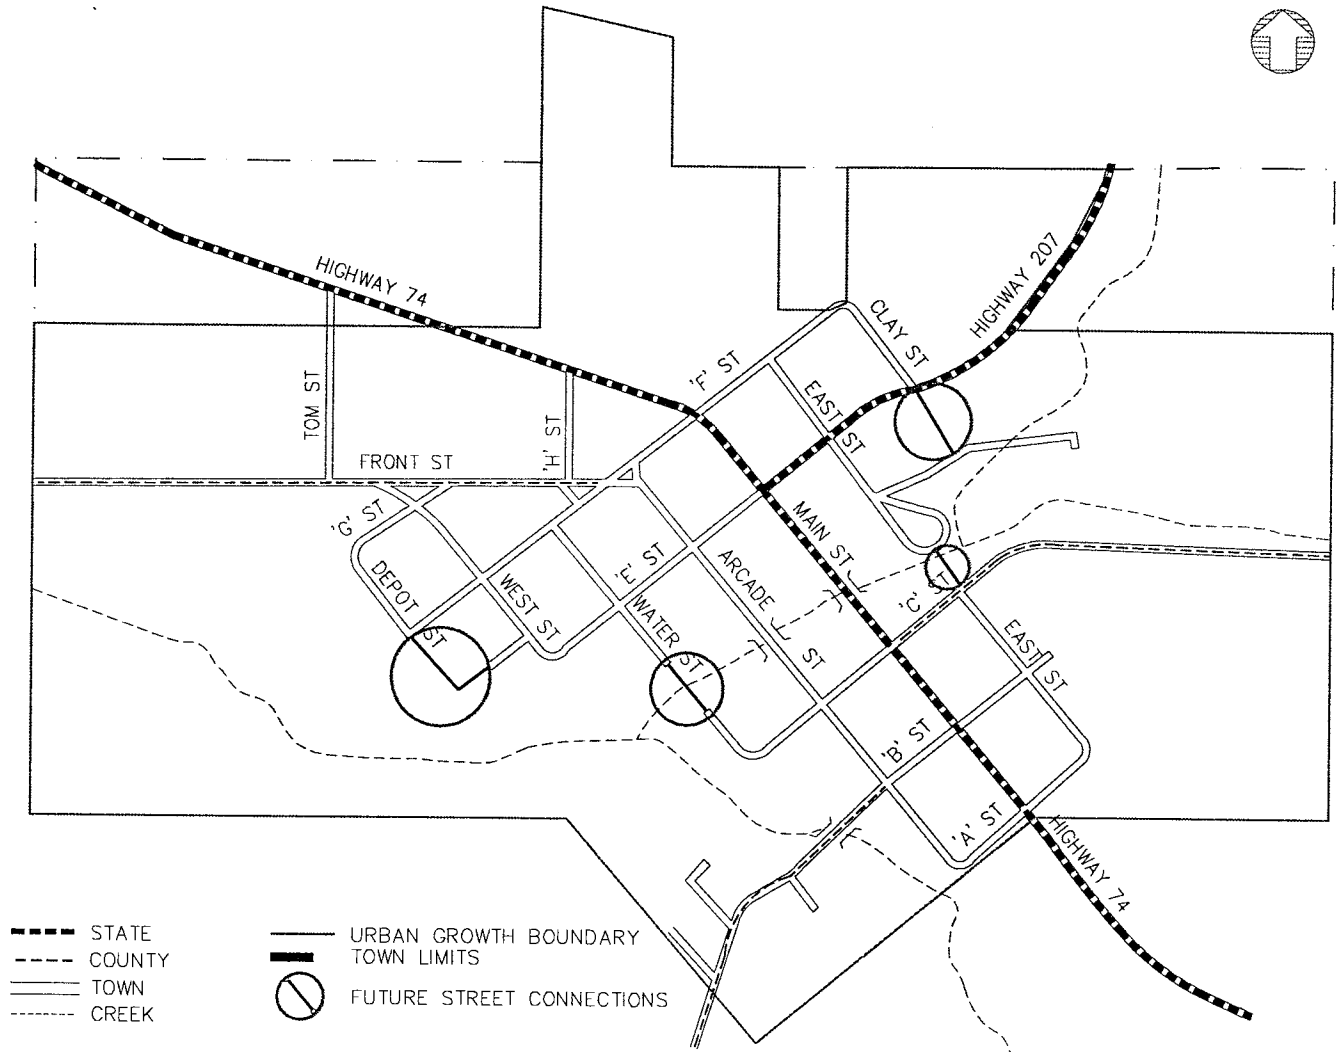 HIGHWAY 74
HIGHWAY 207
CLAY ST
'F' ST
EAST ST
TOM ST
'H' ST
FRONT ST
'G' ST
DEPOT ST
WEST ST
'E' ST
WATER ST
ARCADE ST
MAIN ST
'C' ST
EAST ST
'B' ST
'A' ST
HIGHWAY 74
STATE
COUNTY
TOWN
CREEK
URBAN GROWTH BOUNDARY
TOWN LIMITS
FUTURE STREET CONNECTIONS